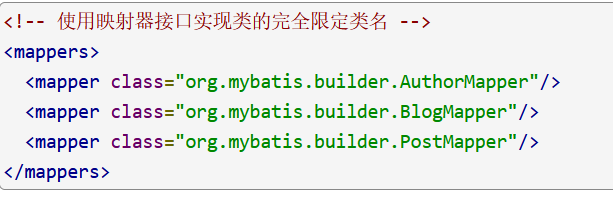 <!-- 使用映射器接口实现类的完全限定类名 -->
<mappers>
  <mapper class="org.mybatis.builder.AuthorMapper"/>
  <mapper class="org.mybatis.builder.BlogMapper"/>
  <mapper class="org.mybatis.builder.PostMapper"/>
</mappers>